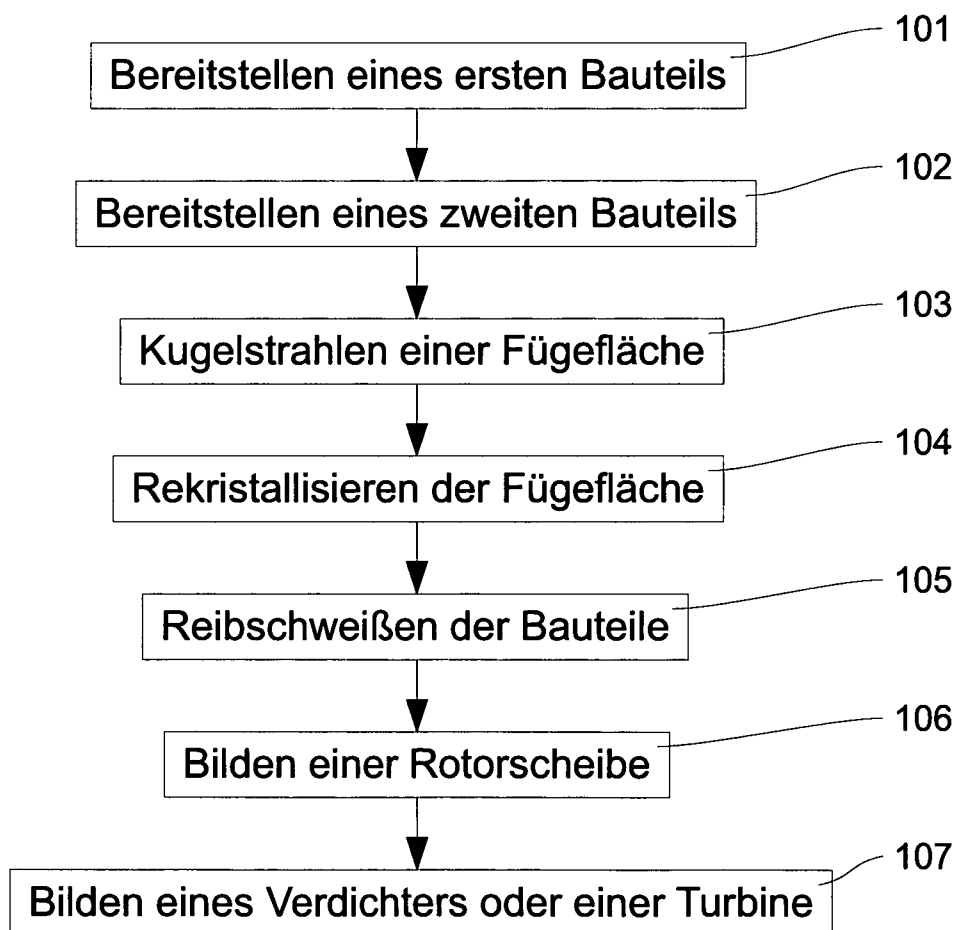 101
Bereitstellen eines ersten Bauteils
102
Bereitstellen eines zweiten Bauteils
103
Kugelstrahlen einer Fügefläche
104
Rekristallisieren der Fügefläche
105
Reibschweißen der Bauteile
106
Bilden einer Rotorscheibe
107
Bilden eines Verdichters oder einer Turbine